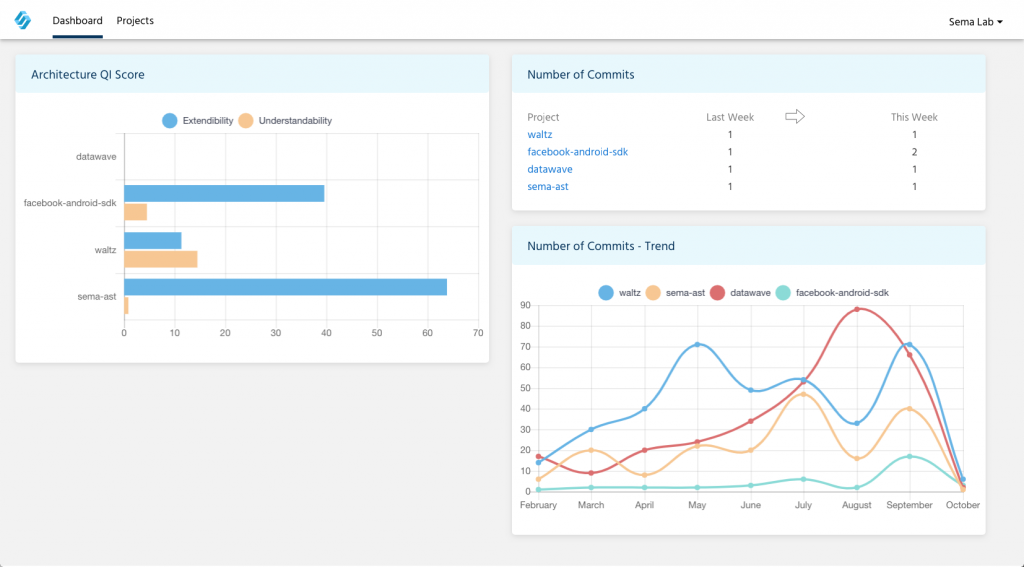 Dashboard Projects Sema Lab
Architecture QI Score
Extendibility Understandability
datawave
facebook-android-sdk
waltz
sema-ast
0 10 20 30 40 50 60 70
Number of Commits
Project Last Week This Week
waltz 1 1
facebook-android-sdk 1 2
datawave 1 1
sema-ast 1 1
Number of Commits - Trend
waltz sema-ast datawave facebook-android-sdk
90
80
70
60
50
40
30
20
10
0
February March April May June July August September October